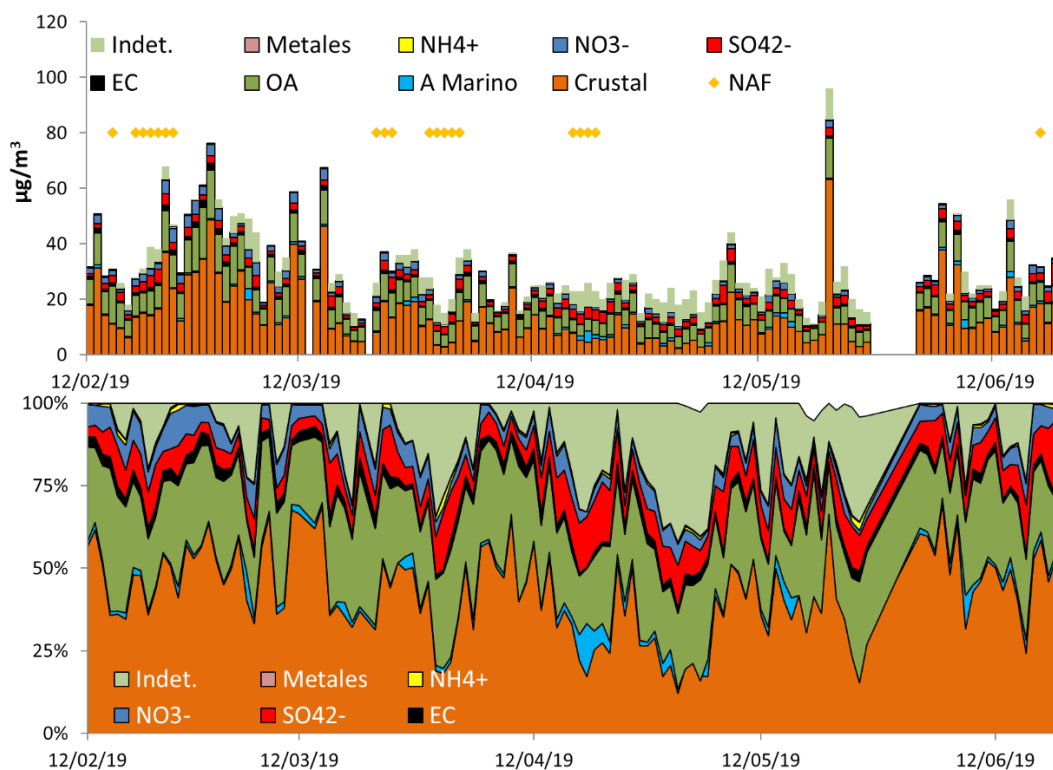 120
100
80
60
40
20
0
µg/m³
Indet. Metales NH4+ NO3- SO42-
EC OA A Marino Crustal NAF
12/02/19 12/03/19 12/04/19 12/05/19 12/06/19
100%
75%
50%
25%
0%
Indet. Metales NH4+
NO3- SO42- EC
12/02/19 12/03/19 12/04/19 12/05/19 12/06/19